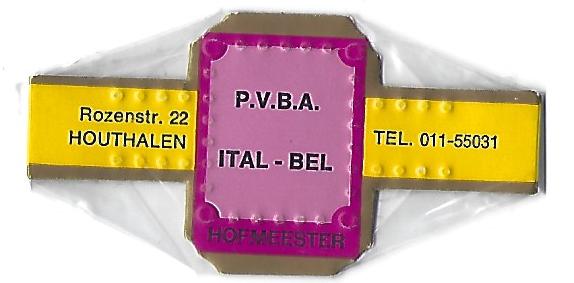 Rozenstr. 22
HOUTHALEN
P.V.B.A.
ITAL - BEL
HOFMEESTER
TEL. 011-55031